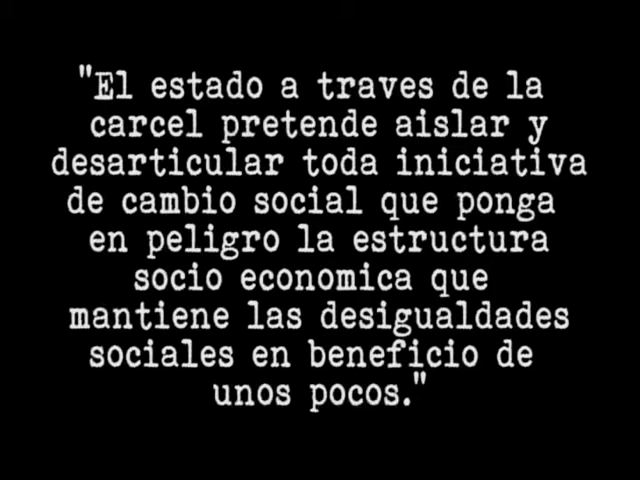 "El estado a traves de la
carcel pretende aislar y
desarticular toda iniciativa
de cambio social que ponga
en peligro la estructura
socio economica que
mantiene las desigualdades
sociales en beneficio de
unos pocos."